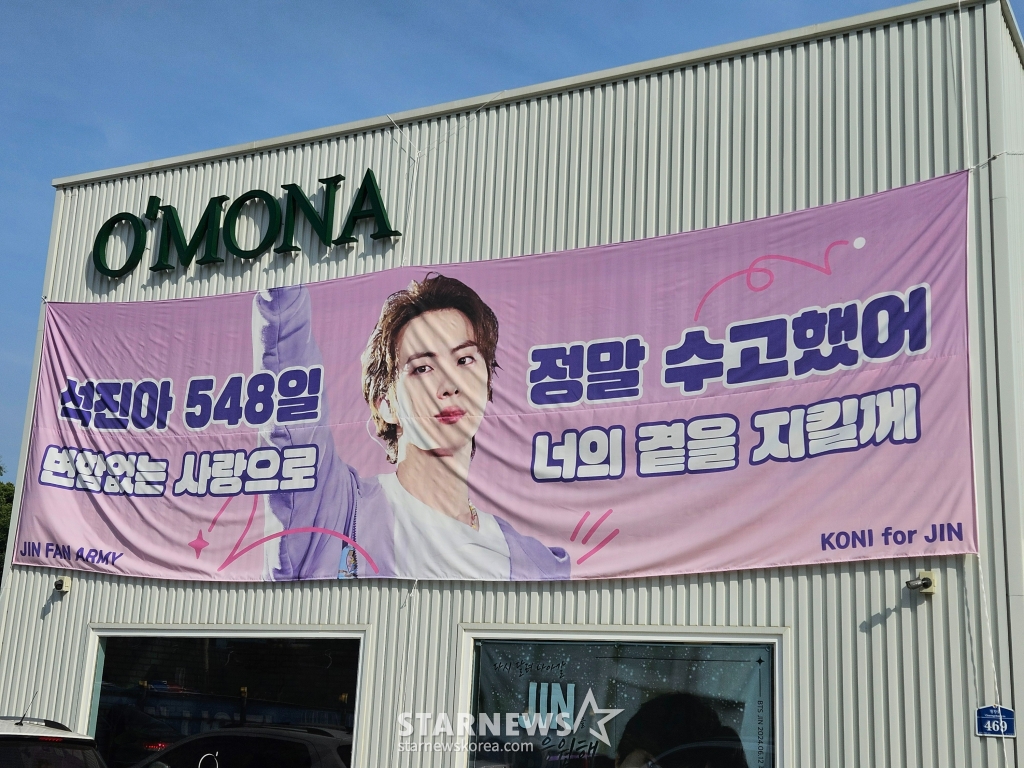 O'MONA
석진아 548일
변함없는 사랑으로
정말 수고했어
너의 곁을 지킬게
JIN FAN ARMY
KONI for JIN
JIN
STARNEWS
starnewskorea.com
469